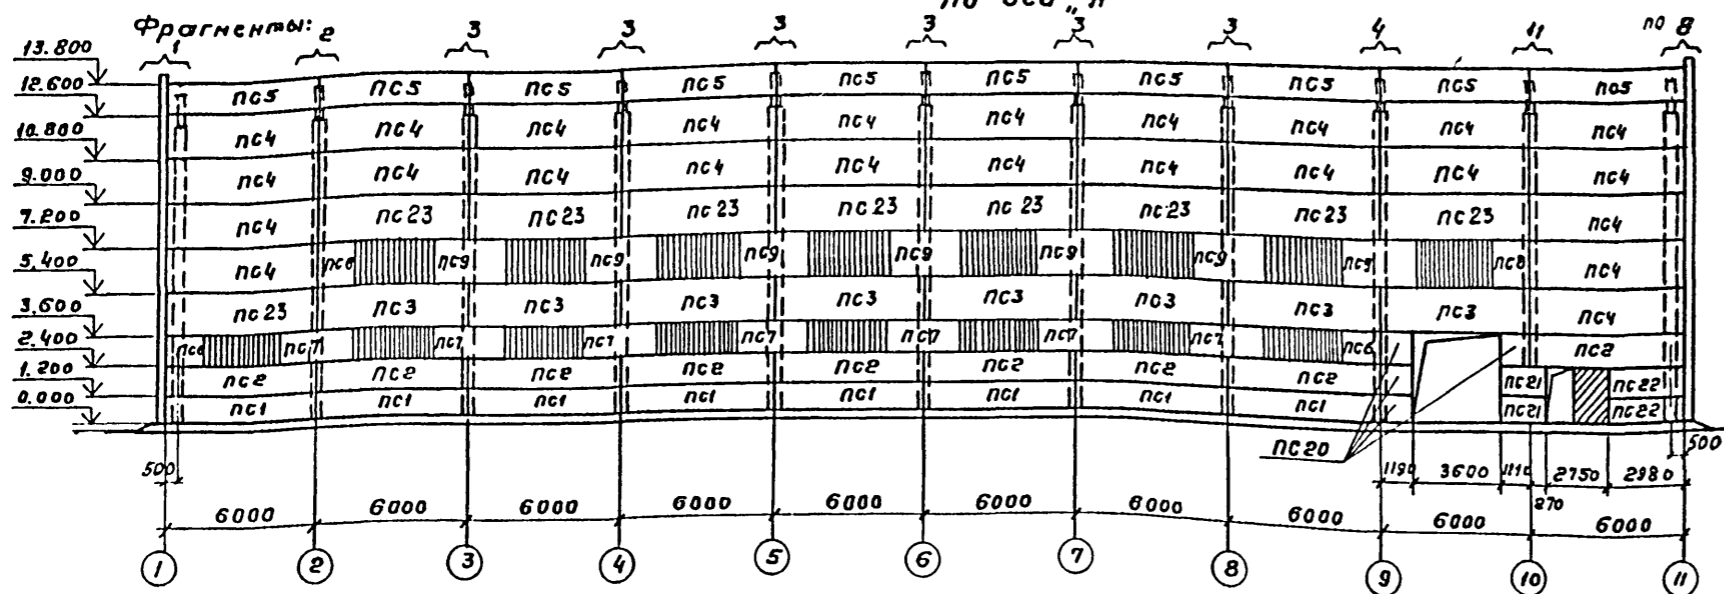 по оси „
Фрагменты:
1 2 3 3 3 3 3 3 4 11 по 8
13.800
12.600
10.800
9.000
7.200
5.400
3.600
2.400
1.200
0.000
пс5 пс5 пс5 пс5 пс5 пс5 пс5 пс5 пс5 пс5
пс4 пс4 пс4 пс4 пс4 пс4 пс4 пс4 пс4 пс4
пс4 пс4 пс4 пс4 пс4 пс4 пс4 пс4 пс4 пс4
пс4 пс23 пс23 пс23 пс23 пс23 пс23 пс23 пс23 пс4
пс4 пс8 пс9 пс9 пс9 пс9 пс9 пс9 пс9 пс8 пс4
пс23 пс3 пс3 пс3 пс3 пс3 пс3 пс3 пс3 пс4
пс6 пс7 пс7 пс7 пс7 пс7 пс7 пс7 пс6 пс2
пс2 пс2 пс2 пс2 пс2 пс2 пс2 пс2 пс21 пс22
пс1 пс1 пс1 пс1 пс1 пс1 пс1 пс1 пс21 пс22
ПС20
500 1190 3600 1210 2750 2980 500
270
6000 6000 6000 6000 6000 6000 6000 6000 6000 6000
1 2 3 4 5 6 7 8 9 10 11